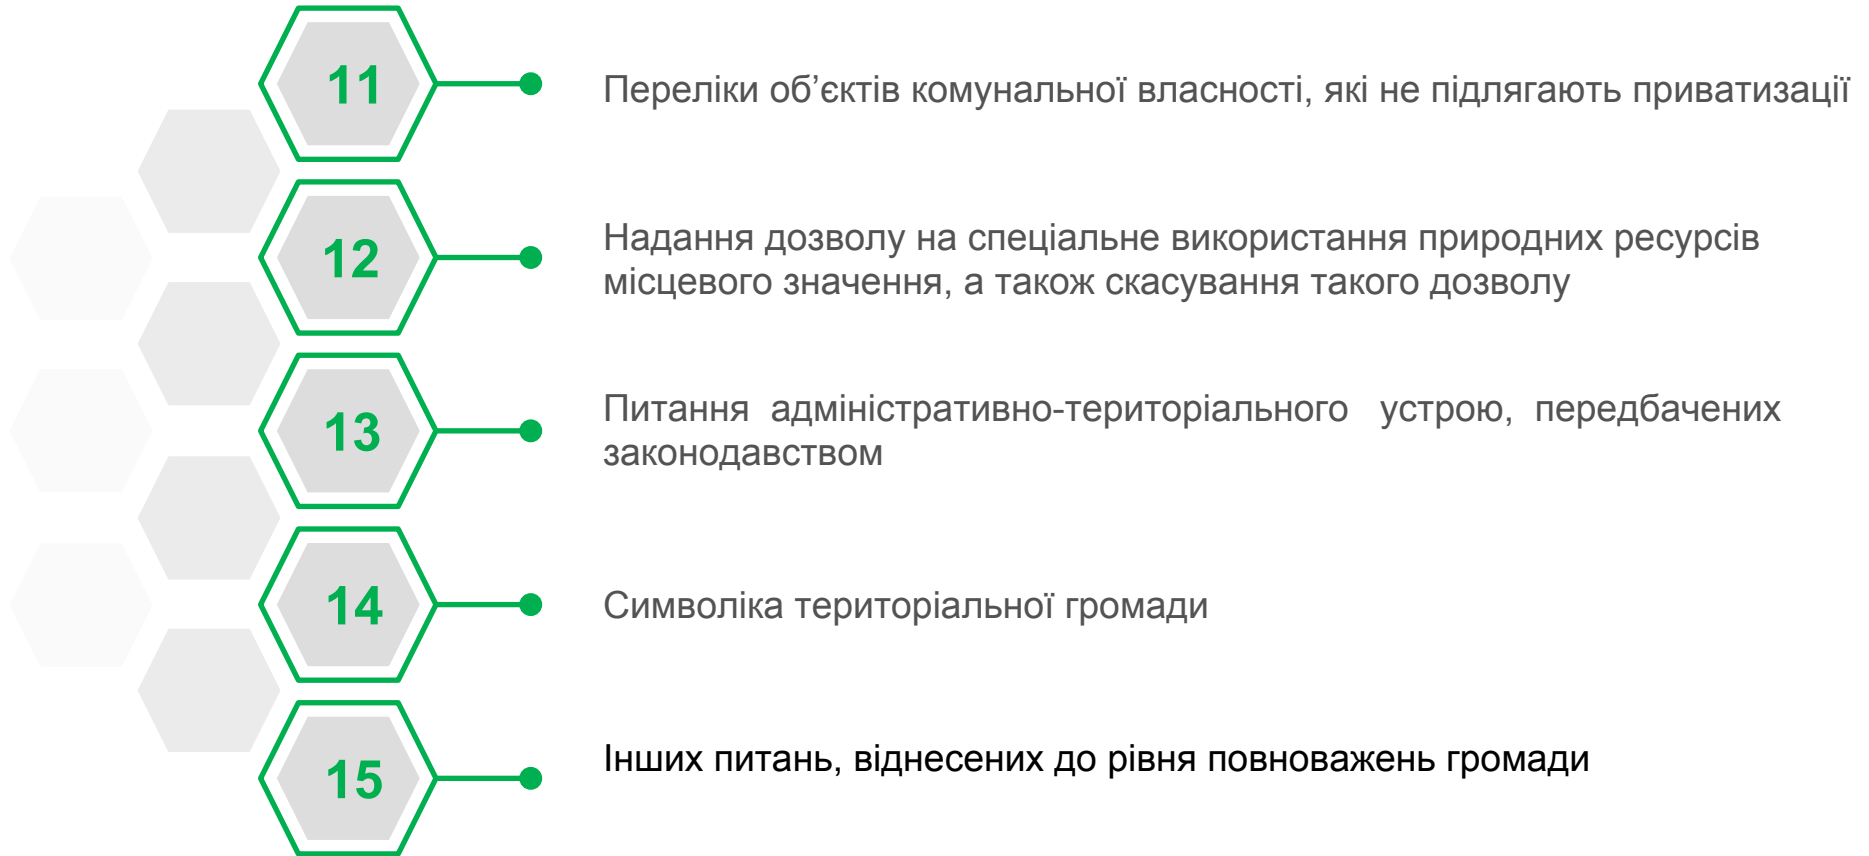 11
Переліки об’єктів комунальної власності, які не підлягають приватизації
12
Надання дозволу на спеціальне використання природних ресурсів
місцевого значення, а також скасування такого дозволу
13
Питання адміністративно-територіального устрою, передбачених
законодавством
14
Символіка територіальної громади
15
Інших питань, віднесених до рівня повноважень громади